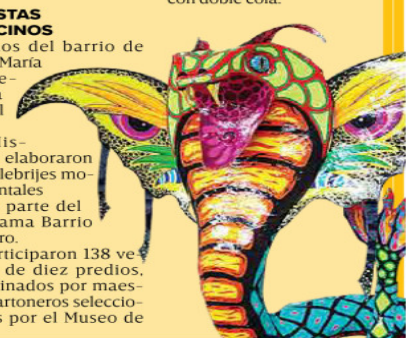 con doble cola.
STAS
CINOS
os del barrio de
María
e-
l
lis-
elaboraron
lebrijes mo-
ntales
parte del
ama Barrio
ro.
rticiparon 138 ve-
de diez predios,
inados por maes-
artoneros seleccio-
s por el Museo de